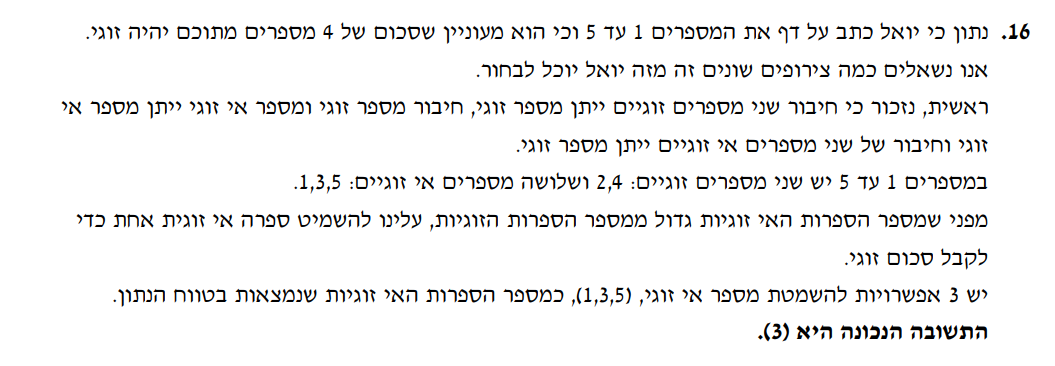 16. נתון כי יואל כתב על דף את המספרים 1 עד 5 וכי הוא מעוניין שסכום של 4 מספרים מתוכם יהיה זוגי.
אנו נשאלים כמה צירופים שונים זה מזה יואל יוכל לבחור.
ראשית, נזכור כי חיבור שני מספרים זוגיים ייתן מספר זוגי, חיבור מספר זוגי ומספר אי זוגי ייתן מספר אי
זוגי וחיבור של שני מספרים אי זוגיים ייתן מספר זוגי.
במספרים 1 עד 5 יש שני מספרים זוגיים: 2,4 ושלושה מספרים אי זוגיים: 1,3,5.
מפני שמספר הספרות האי זוגיות גדול ממספר הספרות הזוגיות, עלינו להשמיט ספרה אי זוגית אחת כדי
לקבל סכום זוגי.
יש 3 אפשרויות להשמטת מספר אי זוגי, (1,3,5), כמספר הספרות האי זוגיות שנמצאות בטווח הנתון.
התשובה הנכונה היא (3).